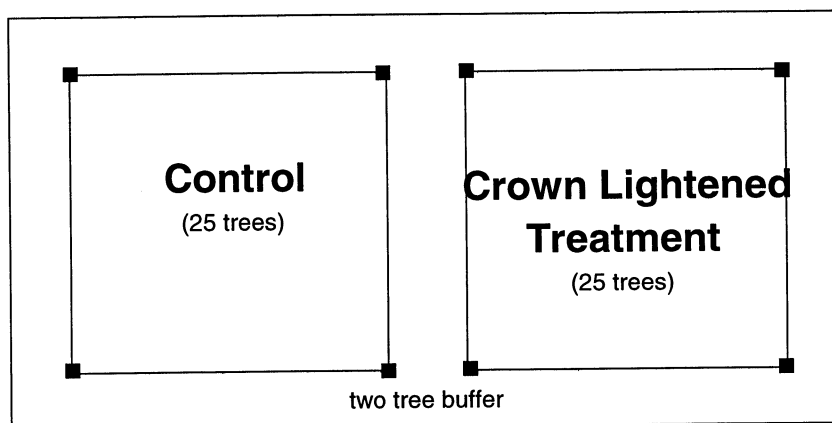 Control
(25 trees)
Crown Lightened
Treatment
(25 trees)
two tree buffer